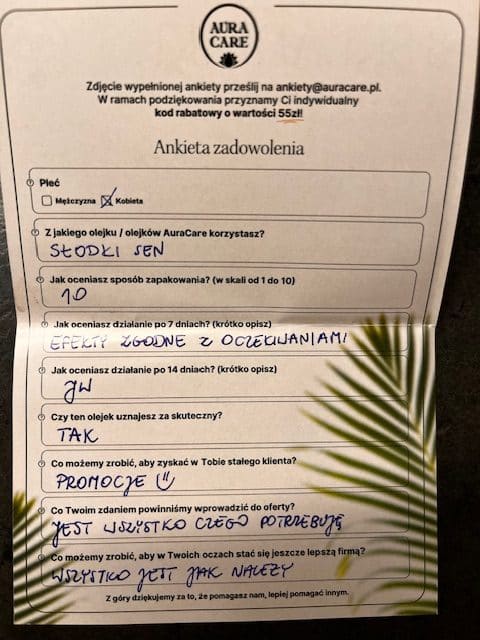 AURA
CARE
Zdjęcie wypełnionej ankiety prześlij na ankiety@auracare.pl.
W ramach podziękowania przyznamy Ci indywidualny
kod rabatowy o wartości 55zł!
Ankieta zadowolenia
Płeć
Mężczyzna Kobieta
Z jakiego olejku / olejków AuraCare korzystasz?
SŁODKI SEN
Jak oceniasz sposób zapakowania? (w skali od 1 do 10)
10
Jak oceniasz działanie po 7 dniach? (krótko opisz)
EFEKTY ZGODNE Z OCZEKIWANIAMI
Jak oceniasz działanie po 14 dniach? (krótko opisz)
JW
Czy ten olejek uznajesz za skuteczny?
TAK
Co możemy zrobić, aby zyskać w Tobie stałego klienta?
PROMOCJE
Co Twoim zdaniem powinniśmy wprowadzić do oferty?
JEST WSZYSTKO CZEGO POTRZEBUJĘ
Co możemy zrobić, aby w Twoich oczach stać się jeszcze lepszą firmą?
WSZYSTKO JEST JAK NALEŻY
Z góry dziękujemy za to, że pomagasz nam, lepiej pomagać innym.